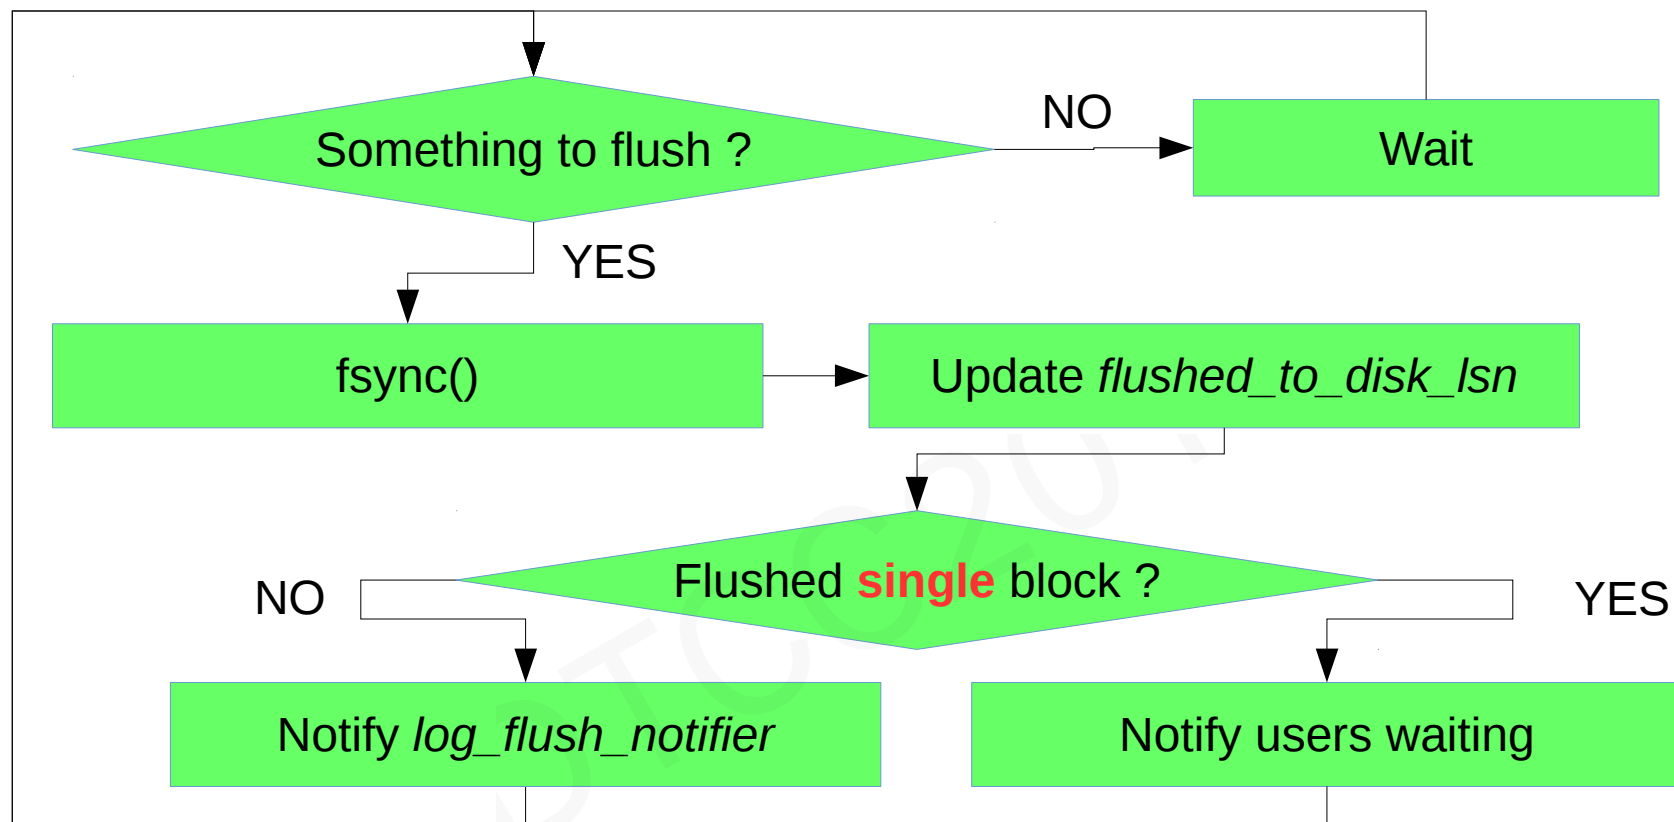 Something to flush ?
NO
Wait
YES
fsync()
Update flushed_to_disk_lsn
Flushed single block ?
NO
YES
Notify log_flush_notifier
Notify users waiting